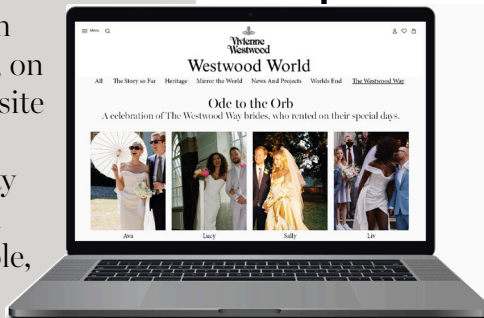 on
site
Menu
Vivienne
Westwood
Westwood World
All The Story so Far Heritage Mirror the World News And Projects Worlds End The Westwood Way
Ode to the Orb
A celebration of The Westwood Way brides, who rented on their special days.
Ava Lucy Sally Liv